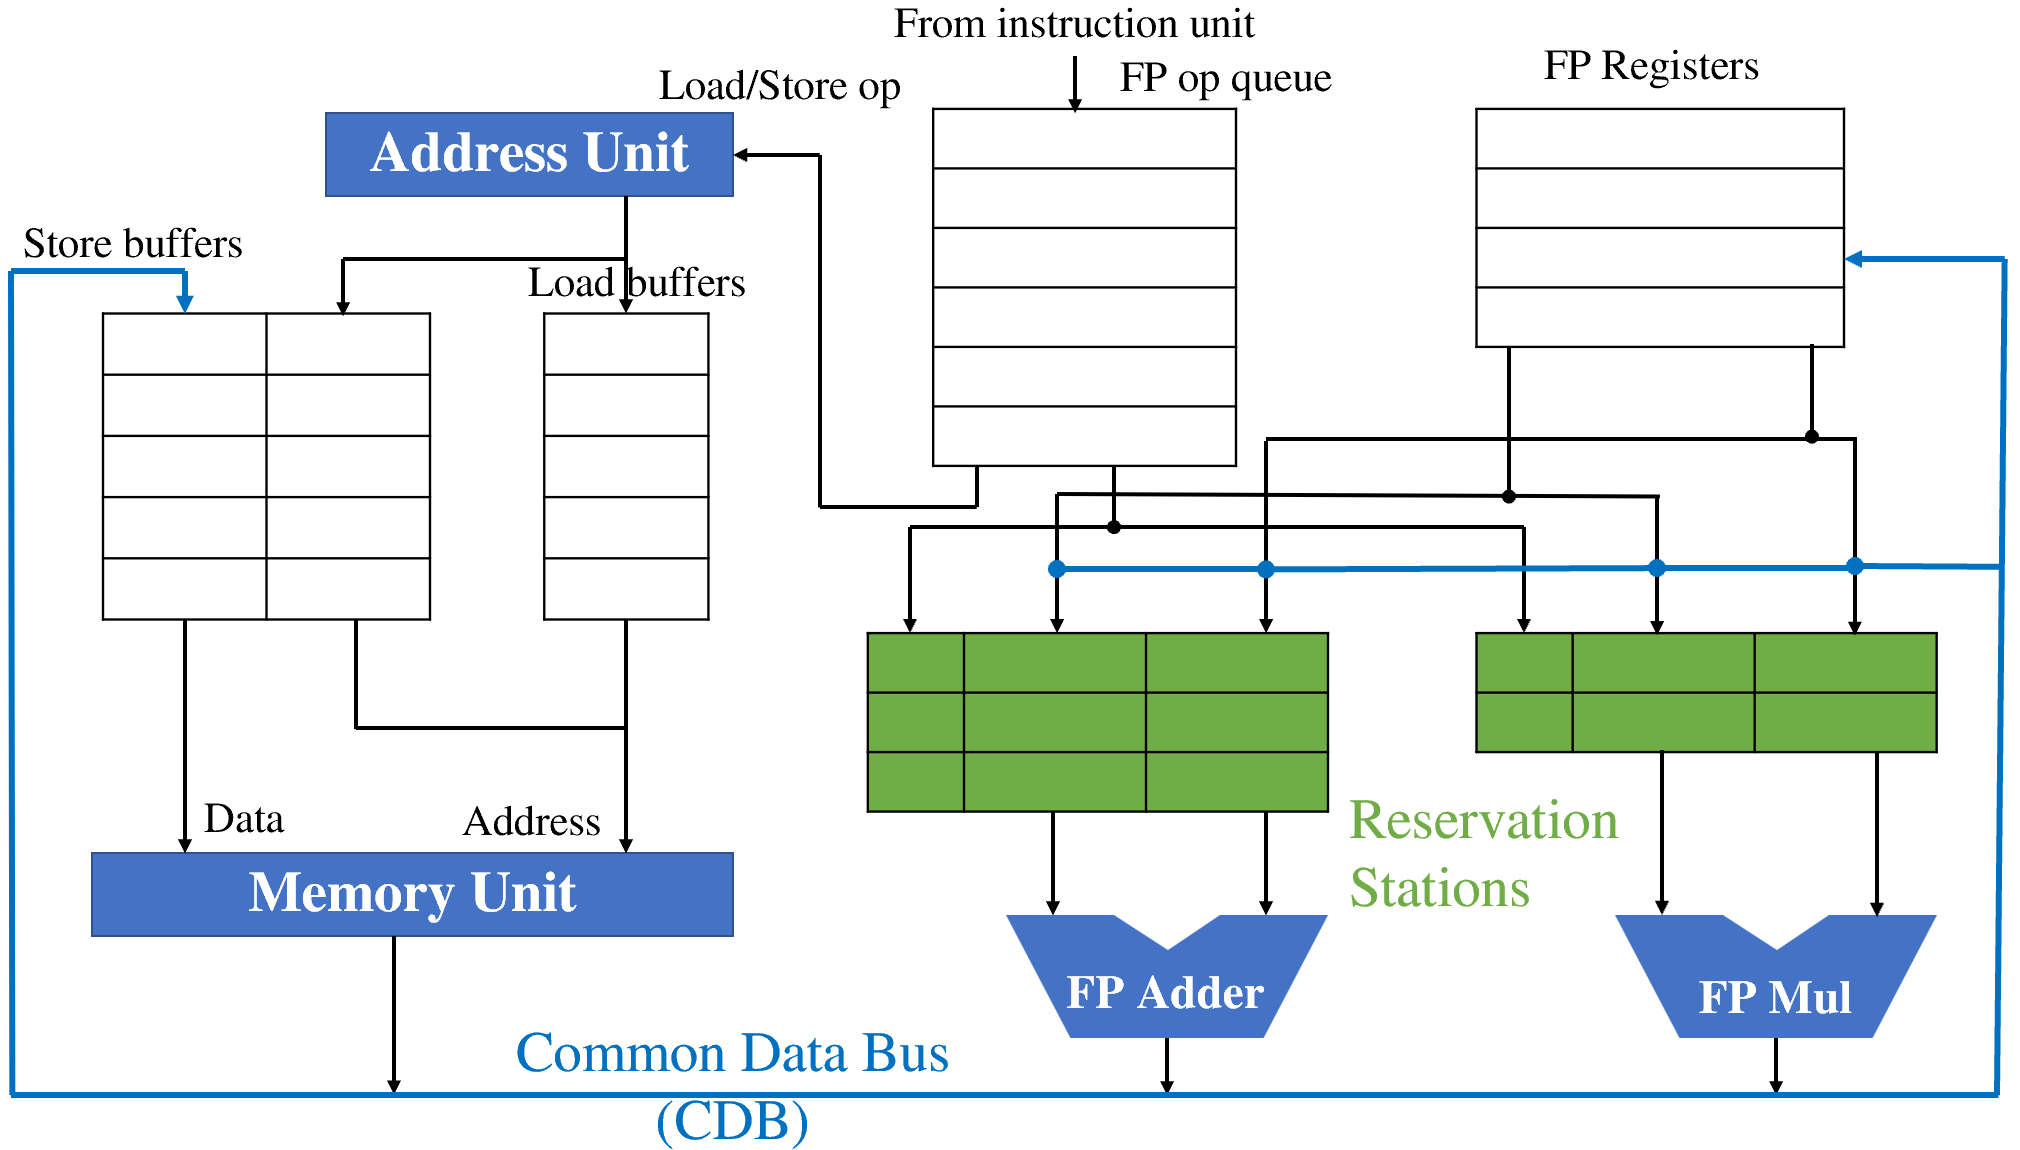 From instruction unit
Load/Store op
FP op queue
FP Registers
Address Unit
Store buffers
Load buffers
Data
Address
Reservation
Stations
Memory Unit
FP Adder
FP Mul
Common Data Bus
(CDB)